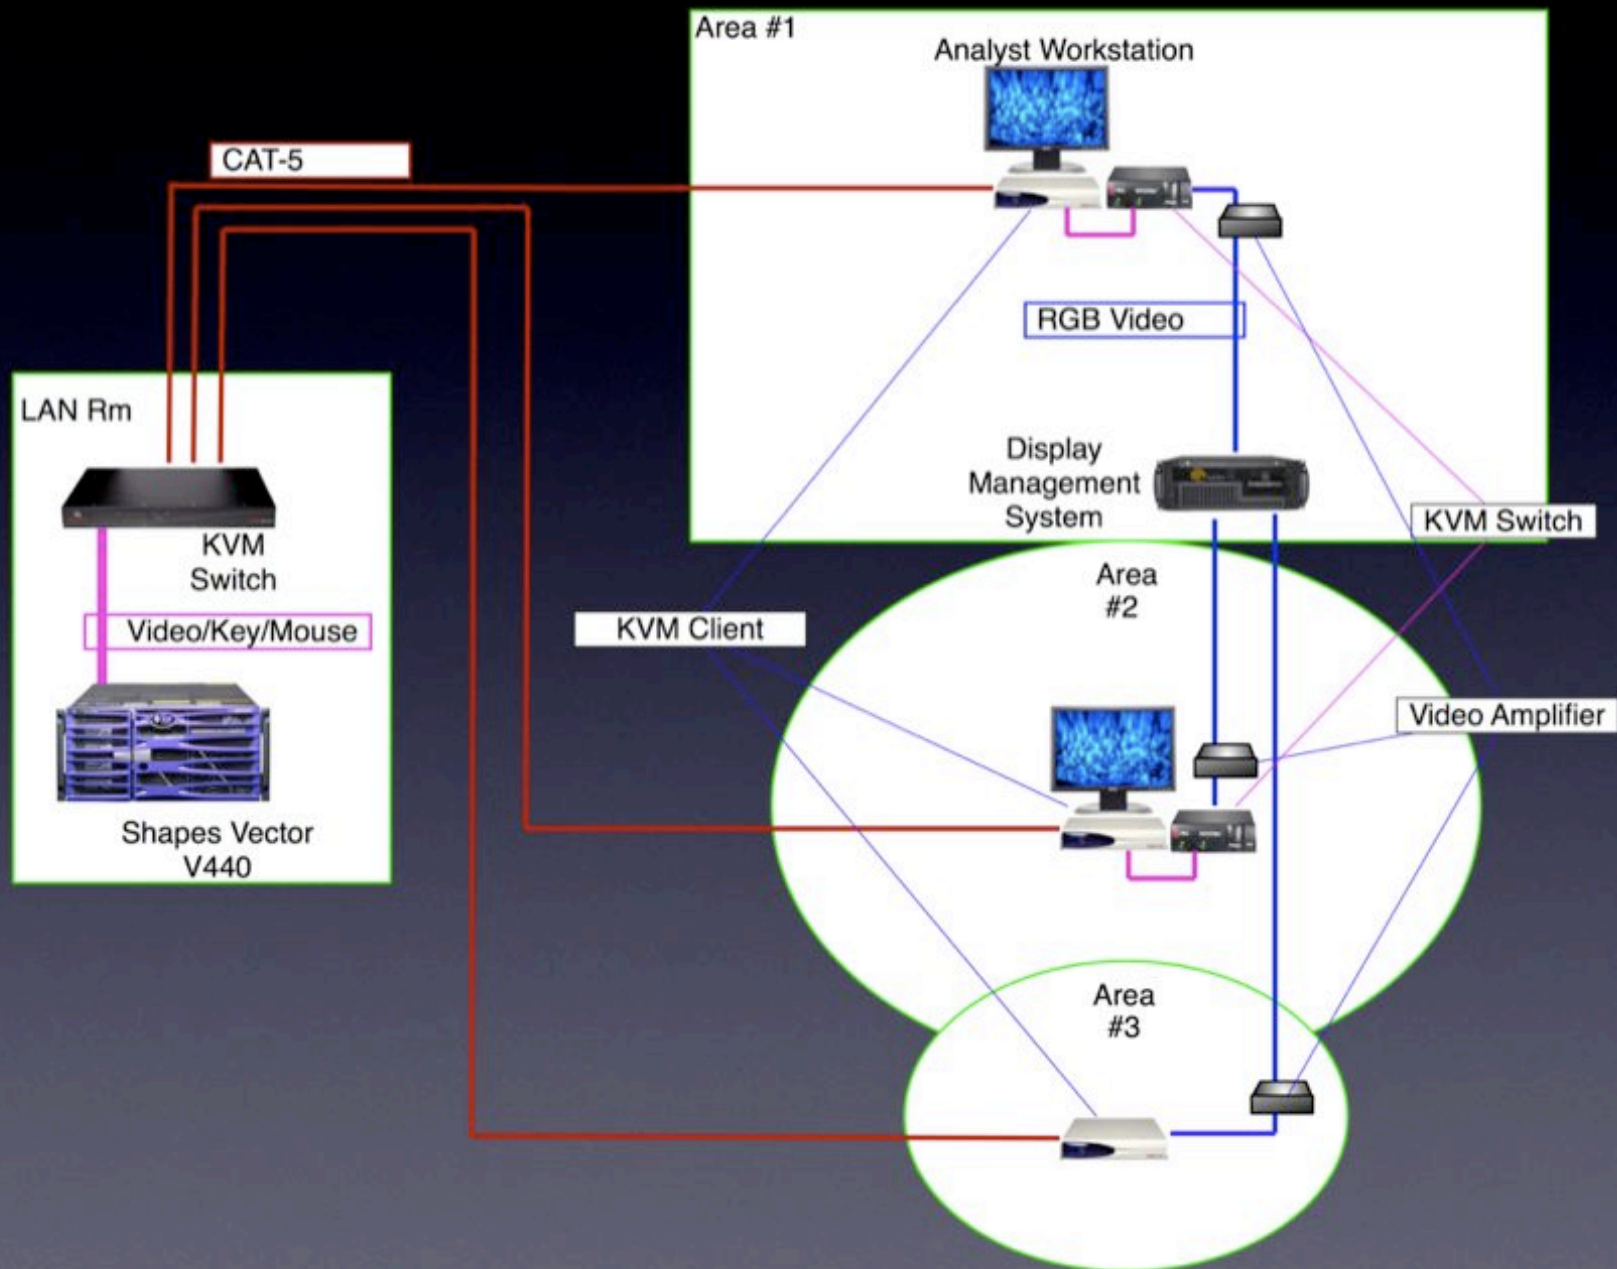 Area #1
Analyst Workstation
CAT-5
RGB Video
LAN Rm
Display
Management
System
KVM Switch
KVM
Switch
Area
#2
Video/Key/Mouse
KVM Client
Video Amplifier
Shapes Vector
V440
Area
#3